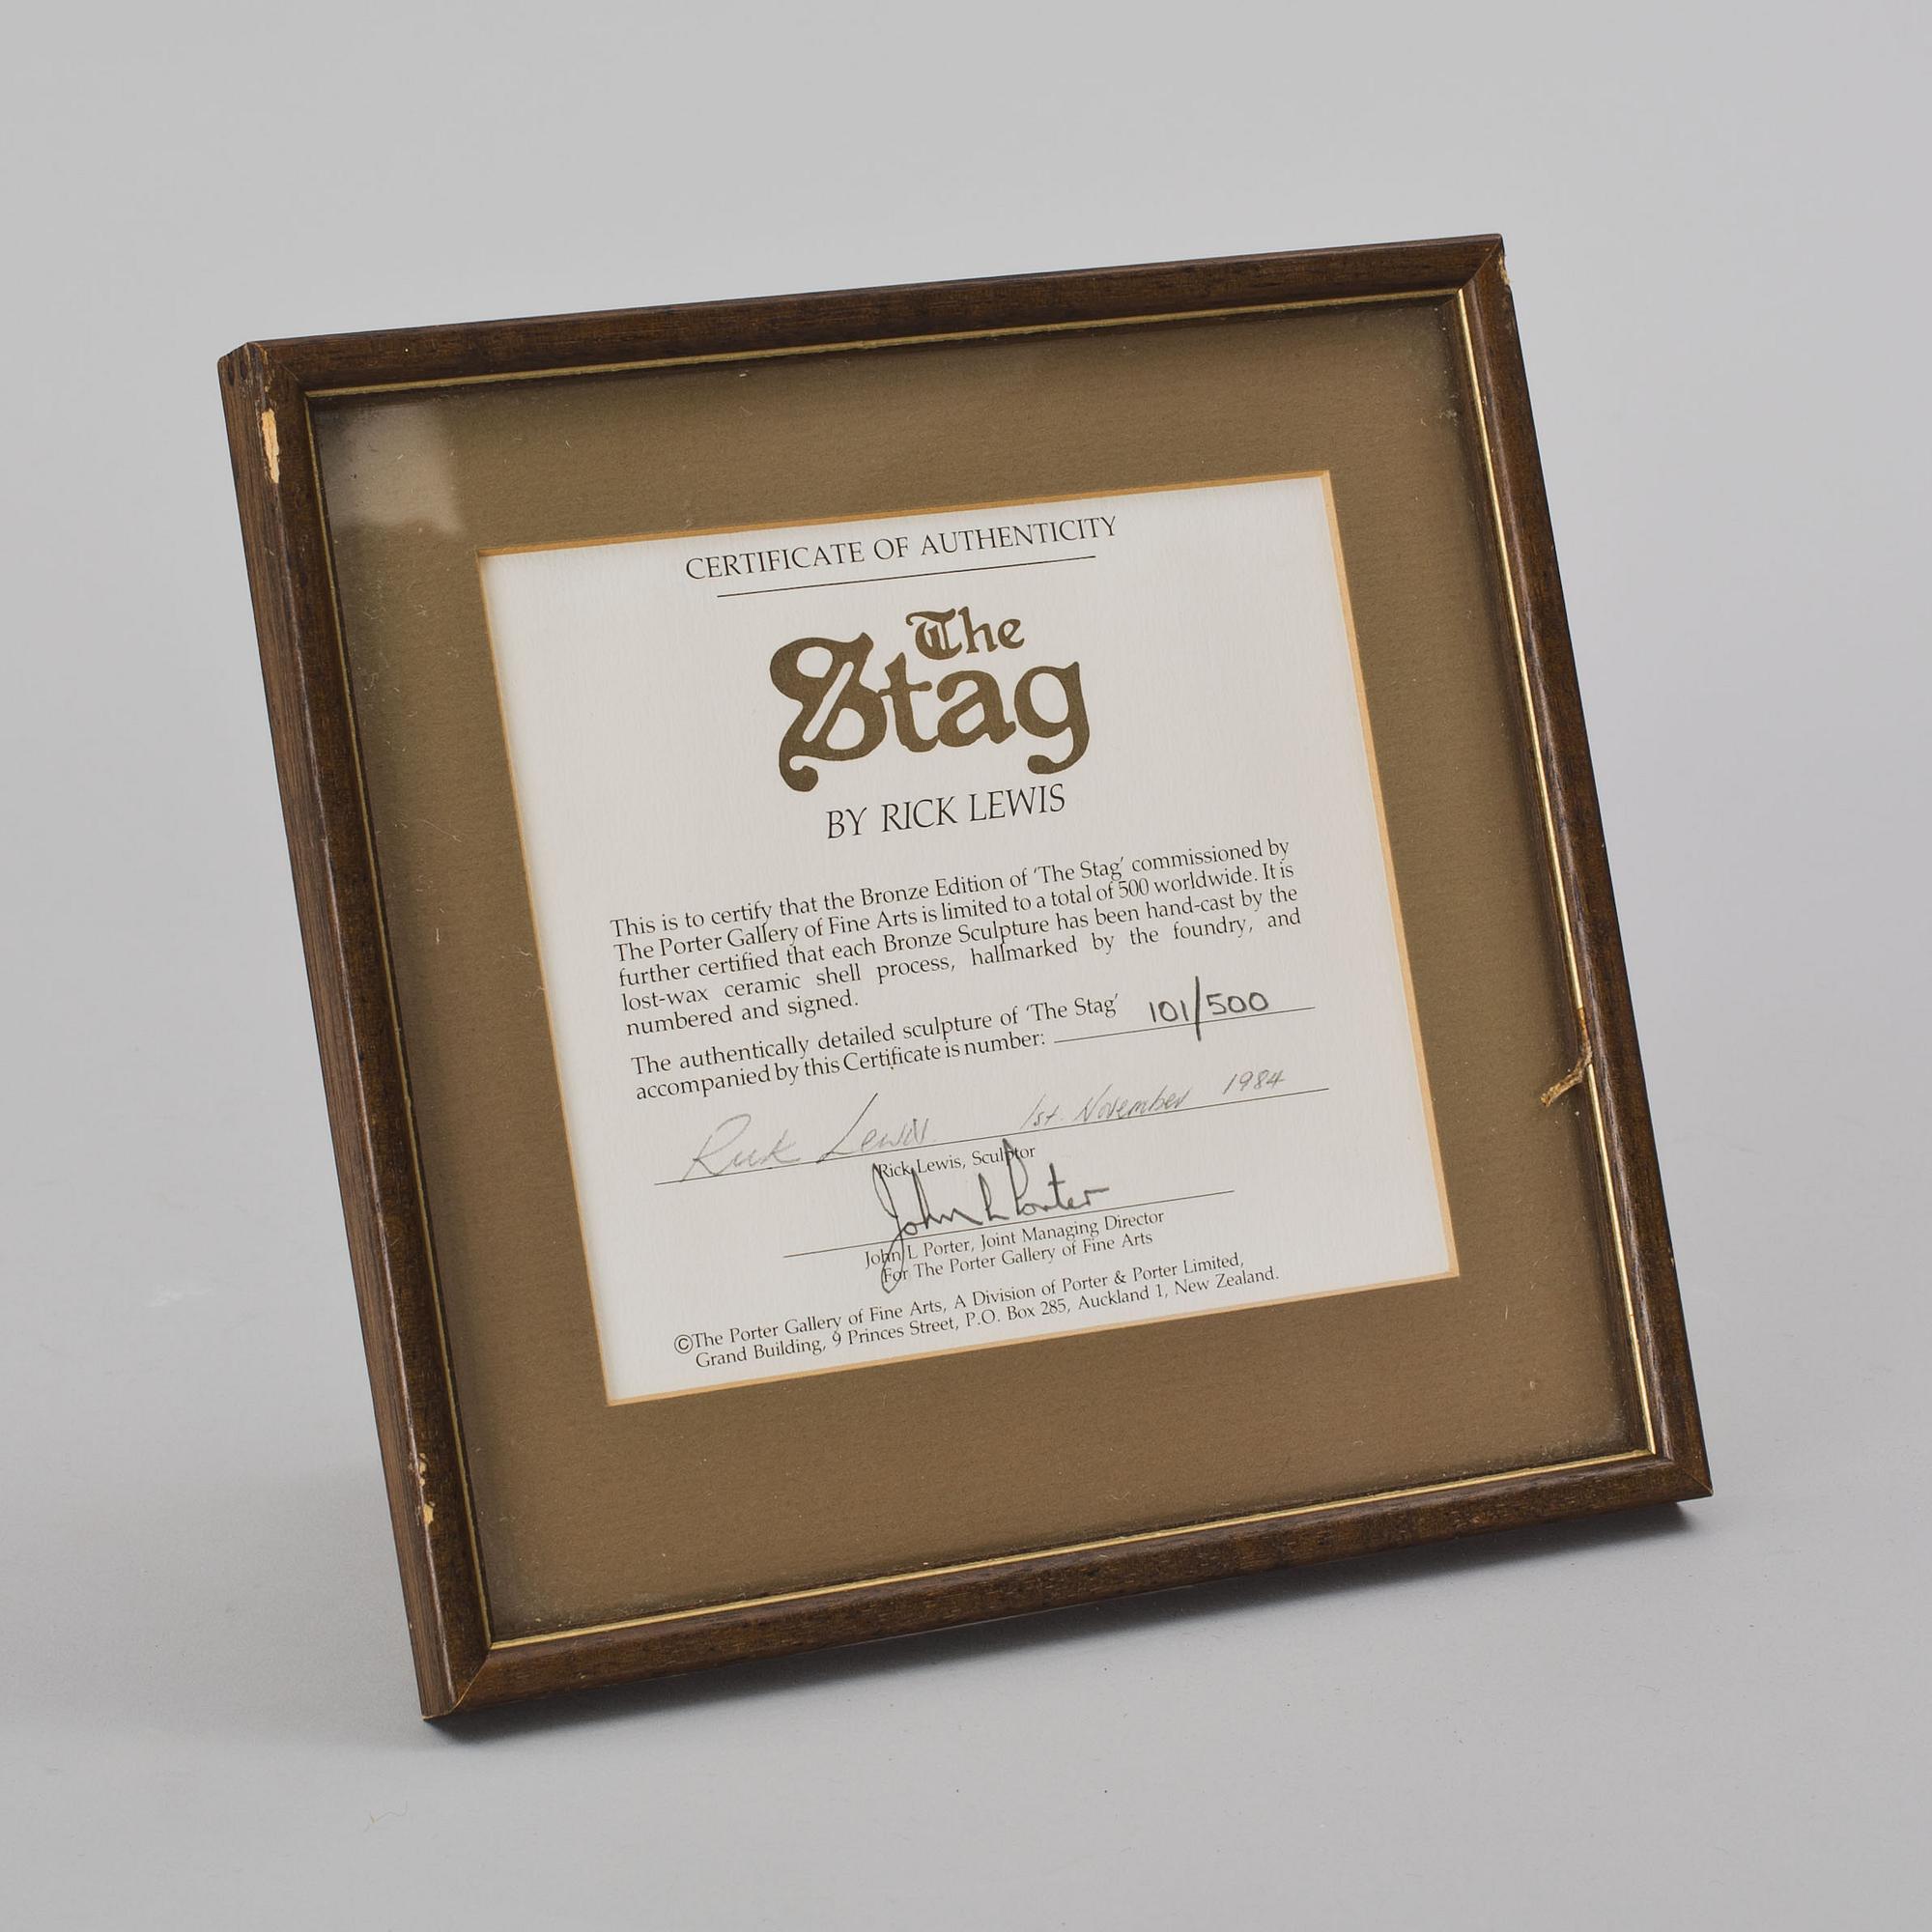 CERTIFICATE OF AUTHENTICITY
The
Stag
BY RICK LEWIS
This is to certify that the Bronze Edition of 'The Stag' commissioned by
The Porter Gallery of Fine Arts is limited to a total of 500 worldwide. It is
further certified that each Bronze Sculpture has been hand-cast by the
lost-wax ceramic shell process, hallmarked by the foundry, and
numbered and signed.
The authentically detailed sculpture of 'The Stag'
accompanied by this Certificate is number: 101/500
Rick Lewis 1st. November 1984
Rick Lewis, Sculptor
John L Porter
John L Porter, Joint Managing Director
For The Porter Gallery of Fine Arts
©The Porter Gallery of Fine Arts, A Division of Porter & Porter Limited,
Grand Building, 9 Princes Street, P.O. Box 285, Auckland 1, New Zealand.